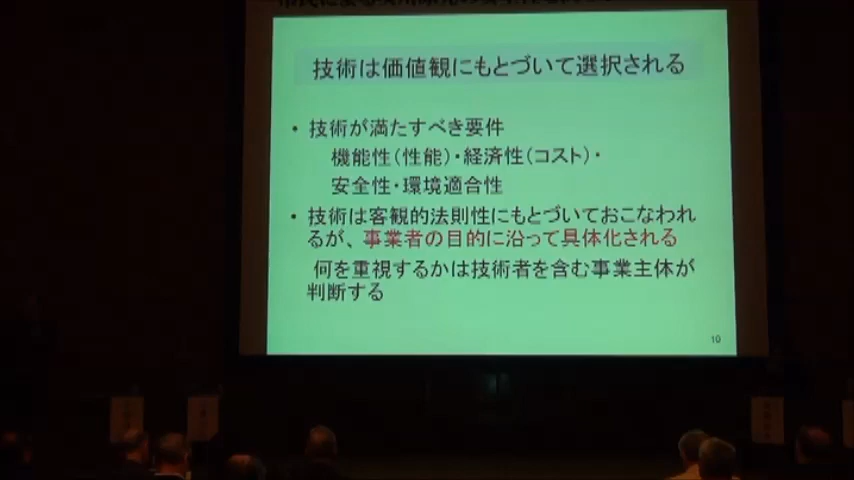 技術は価値観にもとづいて選択される
• 技術が満たすべき要件
機能性(性能)・経済性(コスト)・
安全性・環境適合性
• 技術は客観的法則性にもとづいておこなわれ
るが、事業者の目的に沿って具体化される
何を重視するかは技術者を含む事業主体が
判断する
10